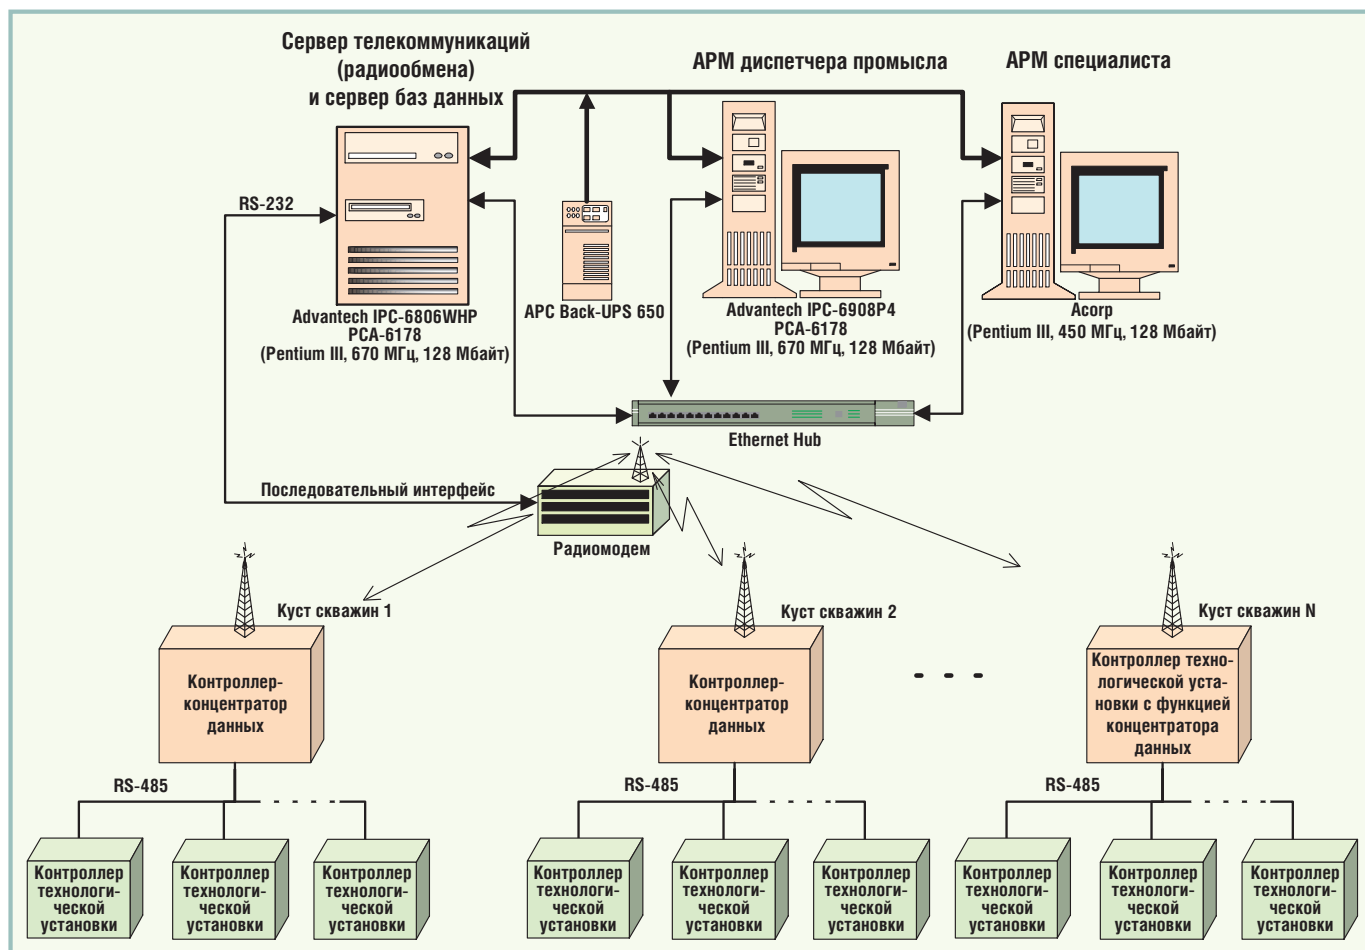 Сервер телекоммуникаций
(радиообмена)
и сервер баз данных
АРМ диспетчера промысла
АРМ специалиста
RS-232
Advantech IPC-6806WHP
PCA-6178
(Pentium III, 670 МГц, 128 Мбайт)
APC Back-UPS 650
Advantech IPC-6908P4
PCA-6178
(Pentium III, 670 МГц, 128 Мбайт)
Acorp
(Pentium III, 450 МГц, 128 Мбайт)
Ethernet Hub
Последовательный интерфейс
Радиомодем
Куст скважин 1
Куст скважин 2
Куст скважин N
Контроллер-
концентратор
данных
Контроллер-
концентратор
данных
Контроллер техно-
логической уста-
новки с функцией
концентратора
данных
RS-485
RS-485
RS-485
Контроллер
технологи-
ческой
установки
Контроллер
технологи-
ческой
установки
Контроллер
технологи-
ческой
установки
Контроллер
технологи-
ческой
установки
Контроллер
технологи-
ческой
установки
Контроллер
технологи-
ческой
установки
Контроллер
технологи-
ческой
установки
Контроллер
технологи-
ческой
установки
Контроллер
технологи-
ческой
установки